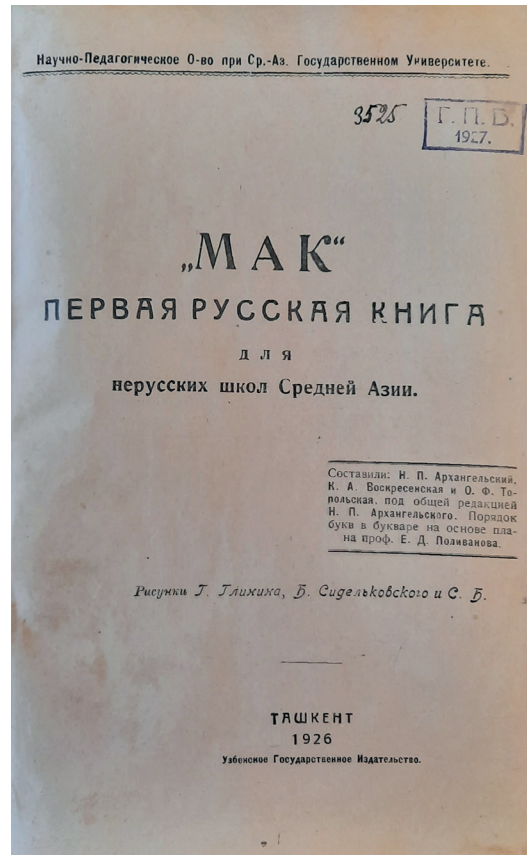 Научно-Педагогическое О-во при Ср.-Аз. Государственном Университете.
3525
Г. П. Б.
1927.
„МАК“
ПЕРВАЯ РУССКАЯ КНИГА
для
нерусских школ Средней Азии.
Составили: Н. П. Архангельский,
К. А. Воскресенская и О. Ф. То-
польская, под общей редакцией
Н. П. Архангельского. Порядок
букв в букваре на основе пла-
на проф. Е. Д. Поливанова.
Рисунки Г. Гликина, Б. Сидельковского и С. Б.
ТАШКЕНТ
1926
Узбекское Государственное Издательство.